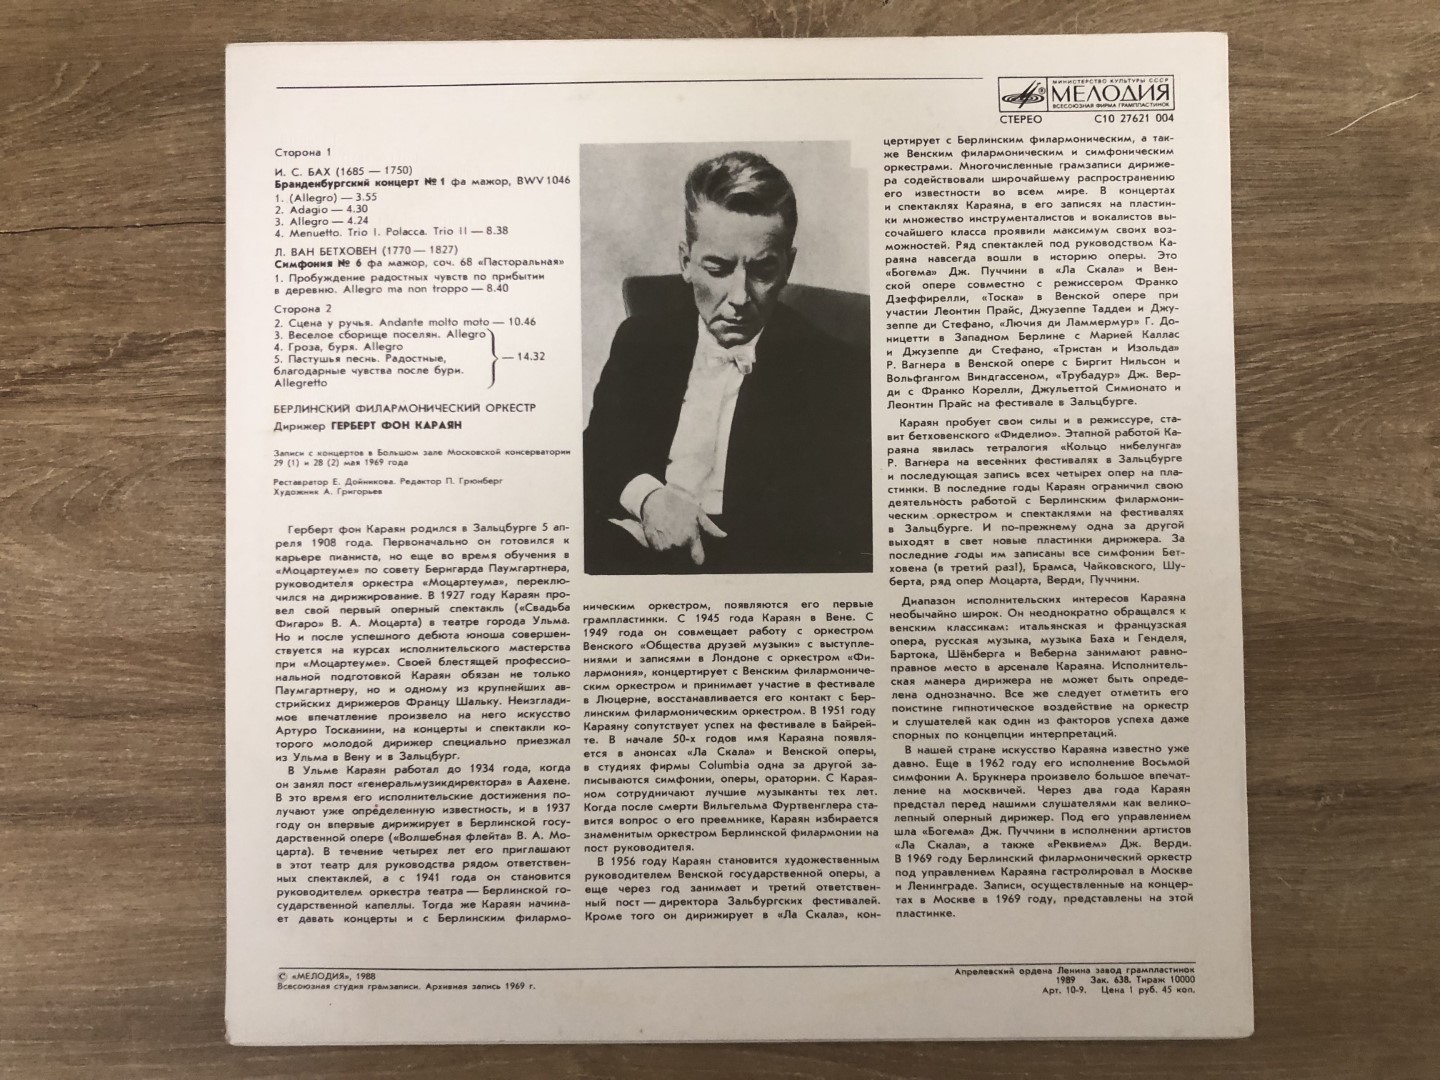 МИНИСТЕРСТВО КУЛЬТУРЫ СССР
МЕЛОДИЯ
ВСЕСОЮЗНАЯ ФИРМА ГРАМПЛАСТИНОК
СТЕРЕО С10 27621 004
Сторона 1
И. С. БАХ (1685 — 1750)
Бранденбургский концерт № 1 фа мажор, BWV 1046
1. (Allegro) — 3.55
2. Adagio — 4.30
3. Allegro — 4.24
4. Menuetto. Trio I. Polacca. Trio II — 8.38
Л. ВАН БЕТХОВЕН (1770 — 1827)
Симфония № 6 фа мажор, соч. 68 «Пасторальная»
1. Пробуждение радостных чувств по прибытии
в деревню. Allegro ma non troppo — 8.40
Сторона 2
2. Сцена у ручья. Andante molto moto — 10.46
3. Веселое сборище поселян. Allegro
4. Гроза, буря. Allegro
5. Пастушья песнь. Радостные, — 14.32
благодарные чувства после бури.
Allegretto
БЕРЛИНСКИЙ ФИЛАРМОНИЧЕСКИЙ ОРКЕСТР
Дирижер ГЕРБЕРТ ФОН КАРАЯН
Записи с концертов в Большом зале Московской консерватории
29 (1) и 28 (2) мая 1969 года
Реставратор Е. Дойникова. Редактор П. Грюнберг
Художник А. Григорьев
Герберт фон Караян родился в Зальцбурге 5 ап-
реля 1908 года. Первоначально он готовился к
карьере пианиста, но еще во время обучения в
«Моцартеуме» по совету Бернгарда Паумгартнера,
руководителя оркестра «Моцартеума», переклю-
чился на дирижирование. В 1927 году Караян про-
вел свой первый оперный спектакль («Свадьба
Фигаро» В. А. Моцарта) в театре города Ульма.
Но и после успешного дебюта юноша совершен-
ствуется на курсах исполнительского мастерства
при «Моцартеуме». Своей блестящей профессио-
нальной подготовкой Караян обязан не только
Паумгартнеру, но и одному из крупнейших ав-
стрийских дирижеров Францу Шальку. Неизглади-
мое впечатление произвело на него искусство
Артуро Тосканини, на концерты и спектакли ко-
торого молодой дирижер специально приезжал
из Ульма в Вену и в Зальцбург.
В Ульме Караян работал до 1934 года, когда
он занял пост «генеральмузикдиректора» в Аахене.
В это время его исполнительские достижения по-
лучают уже определенную известность, и в 1937
году он впервые дирижирует в Берлинской госу-
дарственной опере («Волшебная флейта» В. А. Мо-
царта). В течение четырех лет его приглашают
в этот театр для руководства рядом ответствен-
ных спектаклей, а с 1941 года он становится
руководителем оркестра театра — Берлинской го-
сударственной капеллы. Тогда же Караян начина-
ет давать концерты и с Берлинским филармо-
ническим оркестром, появляются его первые
грампластинки. С 1945 года Караян в Вене. С
1949 года он совмещает работу с оркестром
Венского «Общества друзей музыки» с выступле-
ниями и записями в Лондоне с оркестром «Фи-
лармония», концертирует с Венским филармониче-
ским оркестром и принимает участие в фестивале
в Люцерне, восстанавливается его контакт с Бер-
линским филармоническим оркестром. В 1951 году
Караяну сопутствует успех на фестивале в Байрей-
те. В начале 50-х годов имя Караяна появля-
ется в анонсах «Ла Скала» и Венской оперы,
в студиях фирмы Columbia одна за другой за-
писываются симфонии, оперы, оратории. С Карая-
ном сотрудничают лучшие музыканты тех лет.
Когда после смерти Вильгельма Фуртвенглера ста-
вится вопрос о его преемнике, Караян избирается
знаменитым оркестром Берлинской филармонии на
пост руководителя.
В 1956 году Караян становится художественным
руководителем Венской государственной оперы, а
еще через год занимает и третий ответствен-
ный пост — директора Зальбургских фестивалей.
Кроме того он дирижирует в «Ла Скала», кон-
цертирует с Берлинским филармоническим, а так-
же Венским филармоническим и симфоническим
оркестрами. Многочисленные грамзаписи дириже-
ра содействовали широчайшему распространению
его известности во всем мире. В концертах
и спектаклях Караяна, в его записях на пластин-
ки множество инструменталистов и вокалистов вы-
сочайшего класса проявили максимум своих воз-
можностей. Ряд спектаклей под руководством Ка-
раяна навсегда вошли в историю оперы. Это
«Богема» Дж. Пуччини в «Ла Скала» и Вен-
ской опере совместно с режиссером Франко
Дзеффирелли, «Тоска» в Венской опере при
участии Леонтин Прайс, Джузеппе Таддеи и Джу-
зеппе ди Стефано, «Лючия ди Ламмермур» Г. До-
ницетти в Западном Берлине с Марией Каллас
и Джузеппе ди Стефано, «Тристан и Изольда»
Р. Вагнера в Венской опере с Биргит Нильсон и
Вольфгангом Виндгассеном, «Трубадур» Дж. Вер-
ди с Франко Корелли, Джульеттой Симионато и
Леонтин Прайс на фестивале в Зальцбурге.
Караян пробует свои силы и в режиссуре, ста-
вит бетховенского «Фиделио». Этапной работой Ка-
раяна явилась тетралогия «Кольцо нибелунга»
Р. Вагнера на весенних фестивалях в Зальцбурге
и последующая запись всех четырех опер на пла-
стинки. В последние годы Караян ограничил свою
деятельность работой с Берлинским филармони-
ческим оркестром и спектаклями на фестивалях
в Зальцбурге. И по-прежнему одна за другой
выходят в свет новые пластинки дирижера. За
последние годы им записаны все симфонии Бет-
ховена (в третий раз!), Брамса, Чайковского, Шу-
берта, ряд опер Моцарта, Верди, Пуччини.
Диапазон исполнительских интересов Караяна
необычайно широк. Он неоднократно обращался к
венским классикам: итальянская и французская
опера, русская музыка, музыка Баха и Генделя,
Бартока, Шёнберга и Веберна занимают равно-
правное место в арсенале Караяна. Исполнитель-
ская манера дирижера не может быть опреде-
лена однозначно. Все же следует отметить его
поистине гипнотическое воздействие на оркестр
и слушателей как один из факторов успеха даже
спорных по концепции интерпретаций.
В нашей стране искусство Караяна известно уже
давно. Еще в 1962 году его исполнение Восьмой
симфонии А. Брукнера произвело большое впечат-
ление на москвичей. Через два года Караян
предстал перед нашими слушателями как велико-
лепный оперный дирижер. Под его управлением
шла «Богема» Дж. Пуччини в исполнении артистов
«Ла Скала», а также «Реквием» Дж. Верди.
В 1969 году Берлинский филармонический оркестр
под управлением Караяна гастролировал в Москве
и Ленинграде. Записи, осуществленные на концер-
тах в Москве в 1969 году, представлены на этой
пластинке.
© «МЕЛОДИЯ», 1988
Всесоюзная студия грамзаписи. Архивная запись 1969 г.
Апрелевский ордена Ленина завод грампластинок
1989 Зак. 638. Тираж 10000
Арт. 10-9. Цена 1 руб. 45 коп.